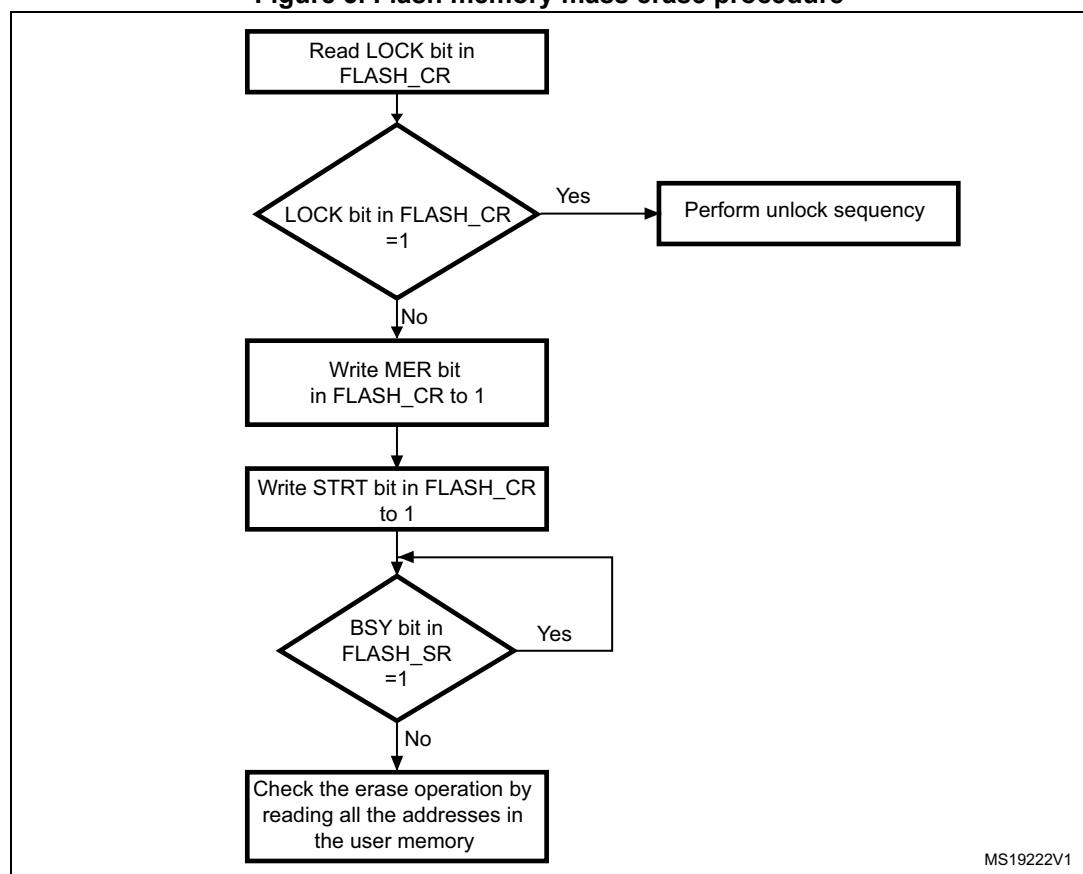 Figure 5. Flash memory mass erase procedure
Read LOCK bit in
FLASH_CR
LOCK bit in FLASH_CR
=1
Yes
Perform unlock sequency
No
Write MER bit
in FLASH_CR to 1
Write STRT bit in FLASH_CR
to 1
BSY bit in
FLASH_SR
=1
Yes
No
Check the erase operation by
reading all the addresses in
the user memory
MS19222V1